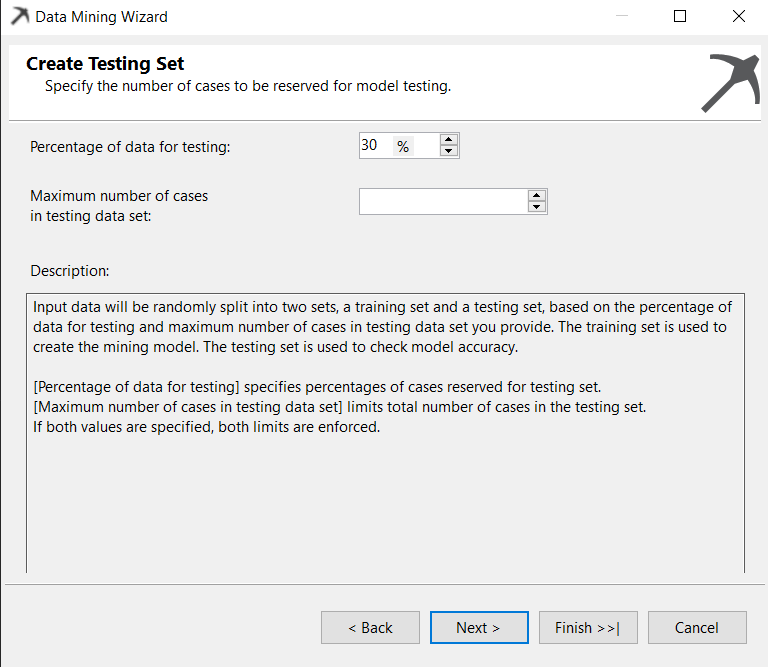 Data Mining Wizard
Create Testing Set
Specify the number of cases to be reserved for model testing.
Percentage of data for testing:
30 %
Maximum number of cases
in testing data set:
Description:
Input data will be randomly split into two sets, a training set and a testing set, based on the percentage of
data for testing and maximum number of cases in testing data set you provide. The training set is used to
create the mining model. The testing set is used to check model accuracy.
[Percentage of data for testing] specifies percentages of cases reserved for testing set.
[Maximum number of cases in testing data set] limits total number of cases in the testing set.
If both values are specified, both limits are enforced.
< Back
Next >
Finish >>|
Cancel